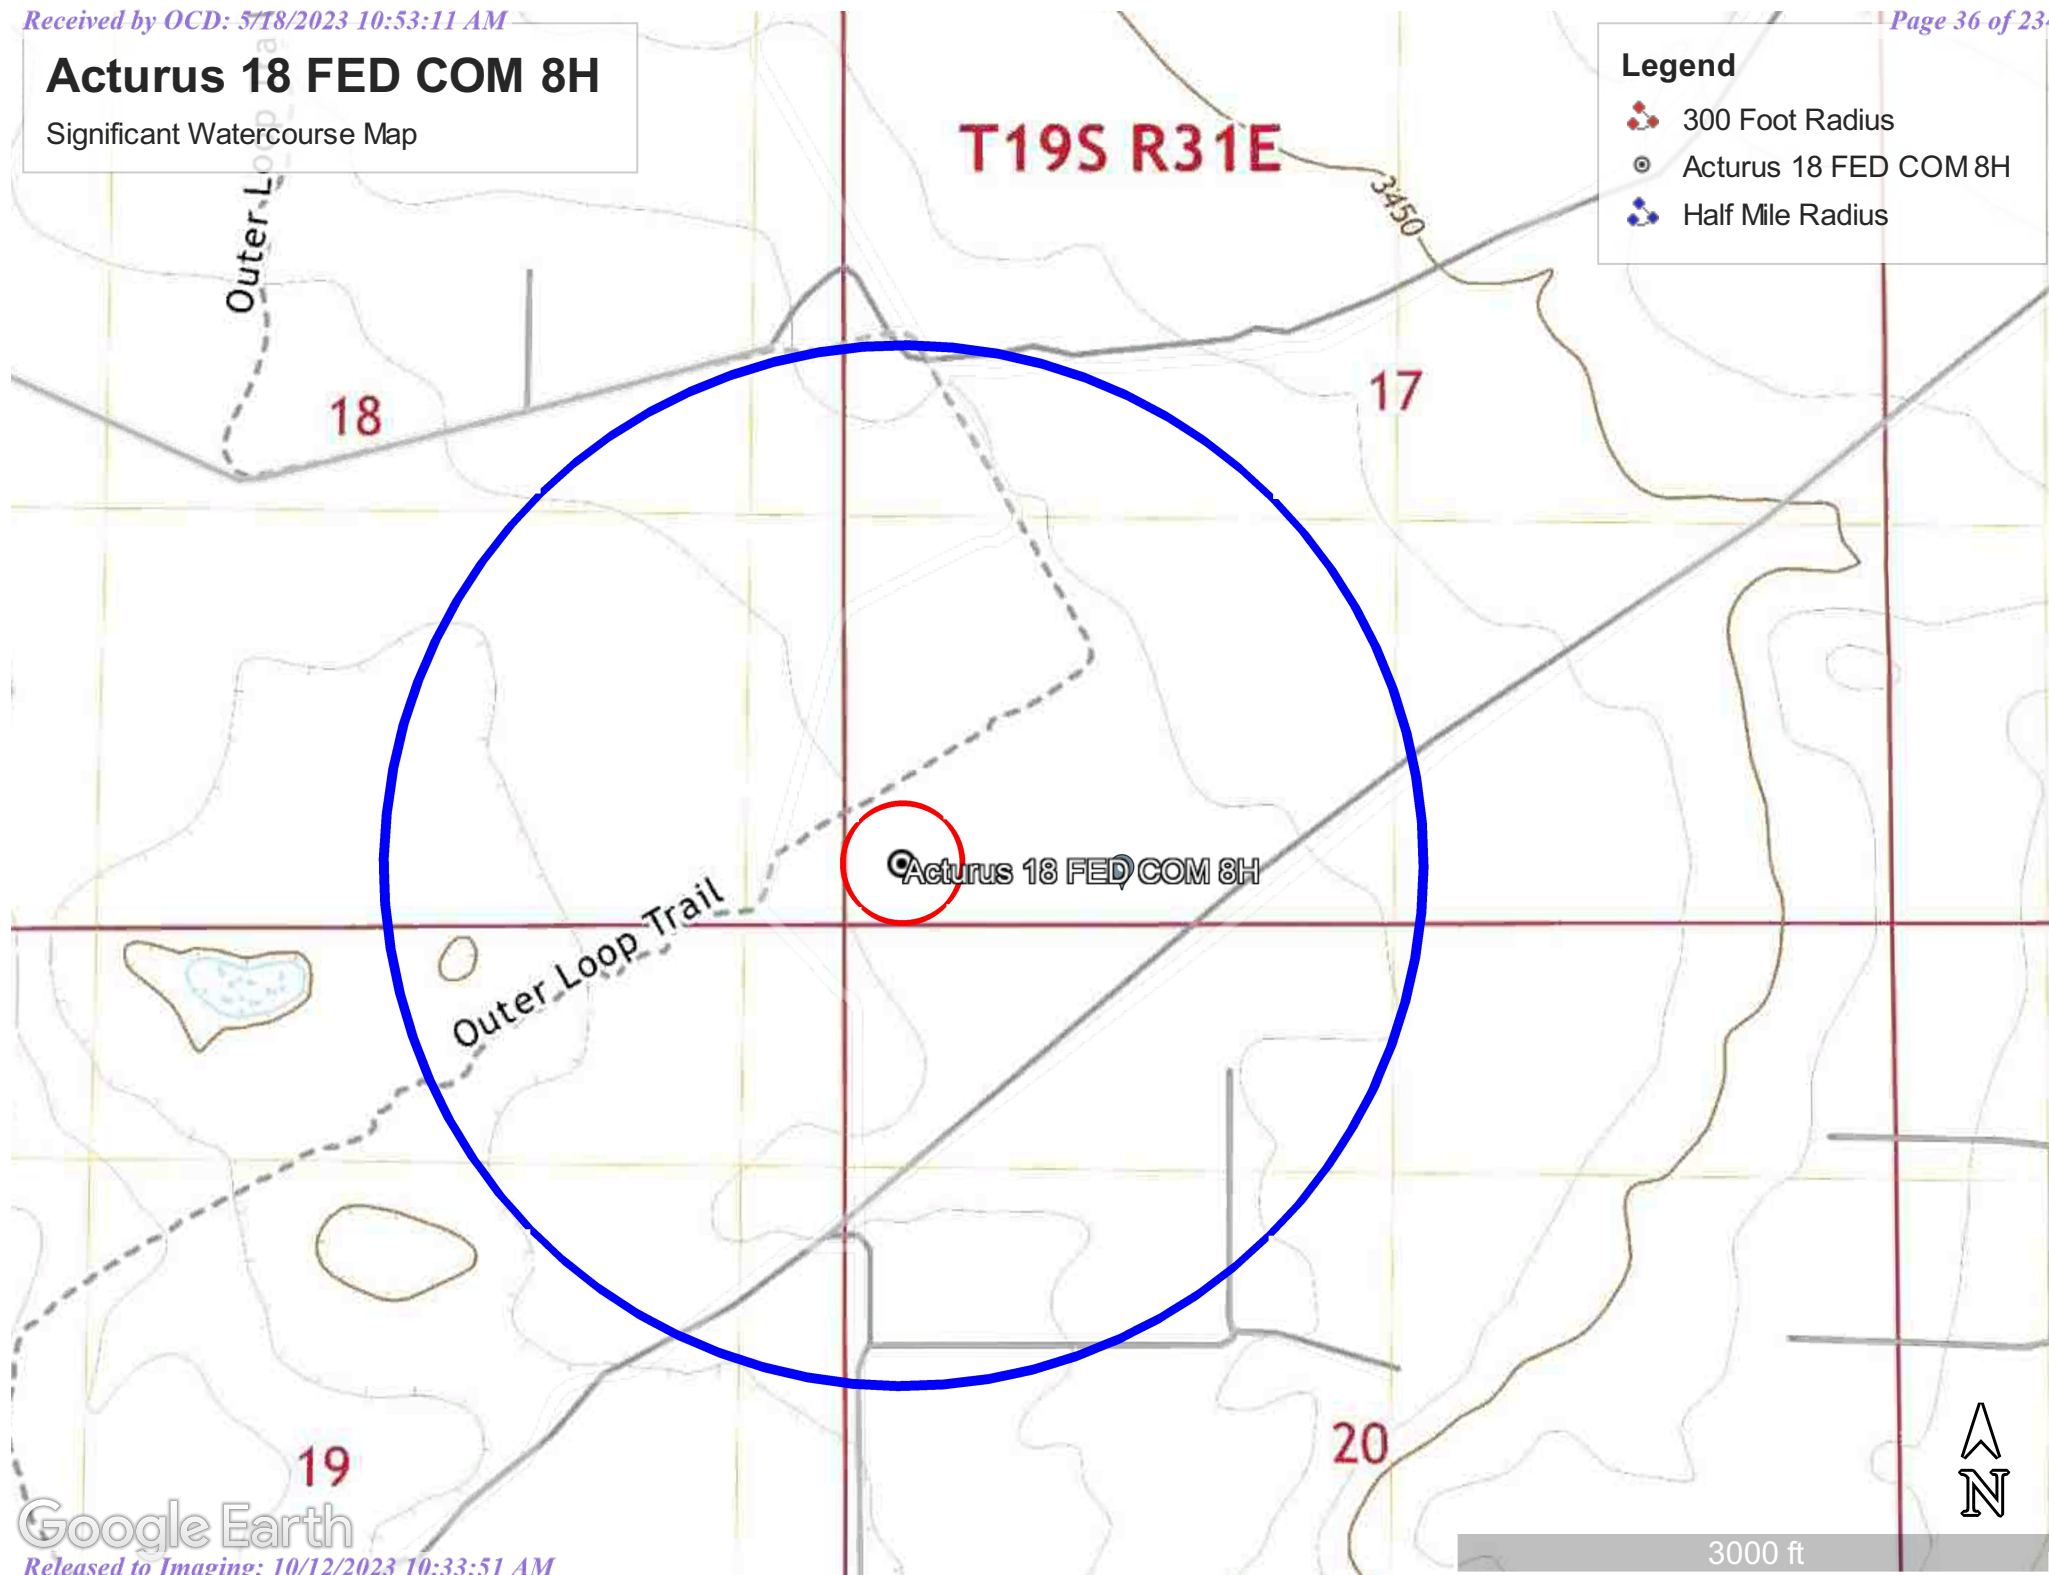 Received by OCD: 5/18/2023 10:53:11 AM
Page 36 of 234
Acturus 18 FED COM 8H
Significant Watercourse Map
Legend
300 Foot Radius
Acturus 18 FED COM 8H
Half Mile Radius
T19S R31E
3450
Outer Loop Trail
18
17
Acturus 18 FED COM 8H
Outer Loop Trail
19
20
N
Google Earth
3000 ft
Released to Imaging: 10/12/2023 10:33:51 AM